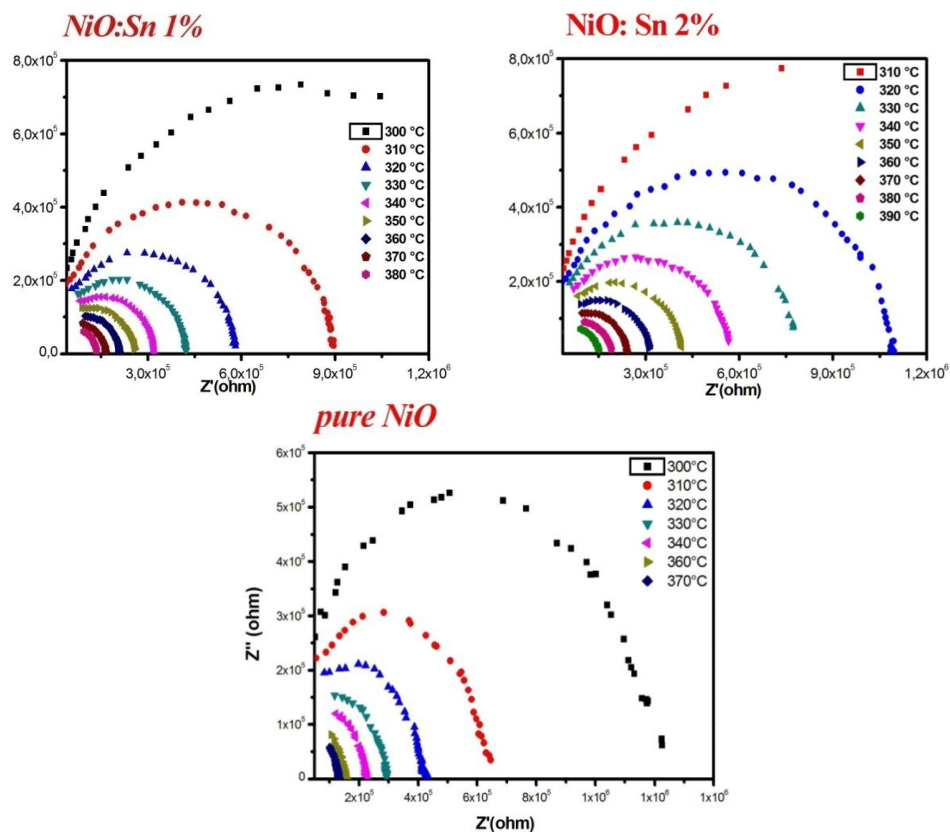 NiO:Sn 1%
8,0x10⁵
6,0x10⁵
4,0x10⁵
2,0x10⁵
0,0
3,0x10⁵
6,0x10⁵
9,0x10⁵
1,2x10⁶
Z'(ohm)
300 °C
310 °C
320 °C
330 °C
340 °C
350 °C
360 °C
370 °C
380 °C
NiO: Sn 2%
8,0x10⁵
6,0x10⁵
4,0x10⁵
2,0x10⁵
0,0
3,0x10⁵
6,0x10⁵
9,0x10⁵
1,2x10⁶
Z'(ohm)
310 °C
320 °C
330 °C
340 °C
350 °C
360 °C
370 °C
380 °C
390 °C
pure NiO
6x10⁵
5x10⁵
4x10⁵
3x10⁵
2x10⁵
1x10⁵
0
Z'' (ohm)
2x10⁵
4x10⁵
6x10⁵
8x10⁵
1x10⁶
1x10⁶
1x10⁶
Z'(ohm)
300°C
310°C
320°C
330°C
340°C
360°C
370°C